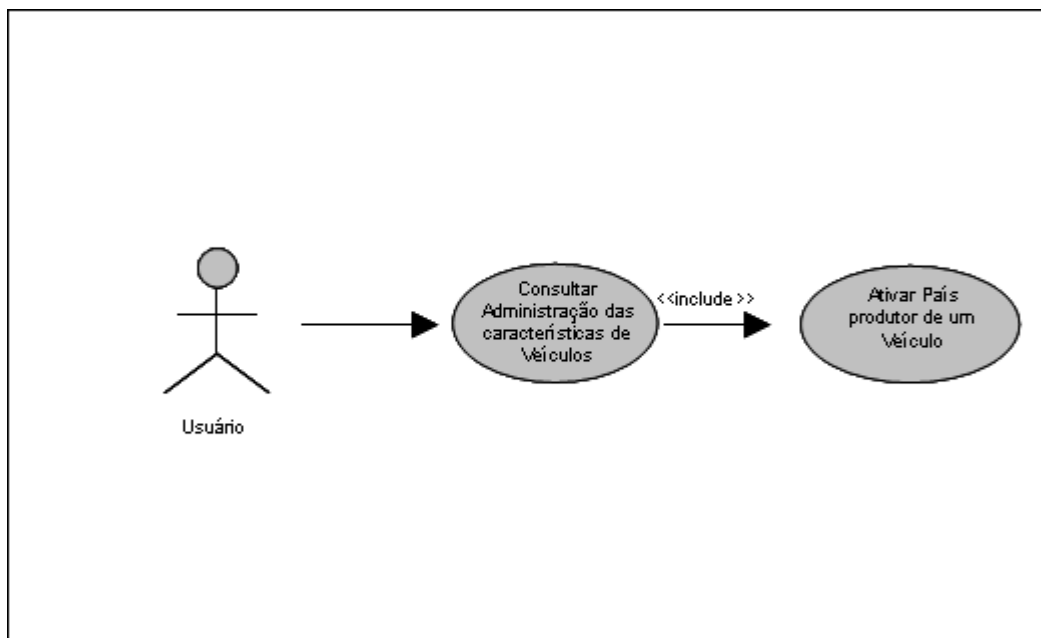 Usuário
Consultar
Administração das
características de
Veículos
<<include>>
Ativar País
produtor de um
Veículo